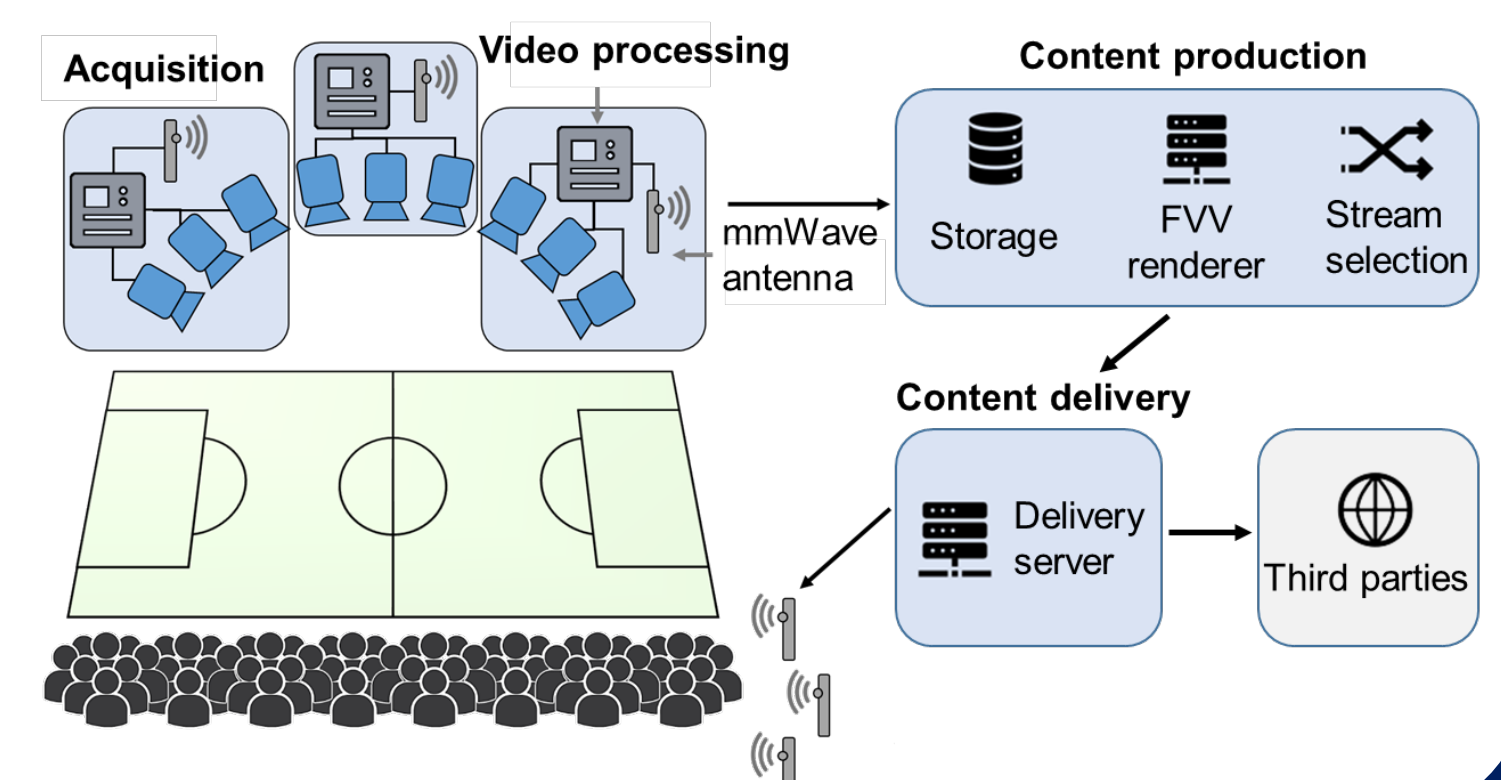 Acquisition
Video processing
Content production
mmWave
antenna
Storage
FVV
renderer
Stream
selection
Content delivery
Delivery
server
Third parties